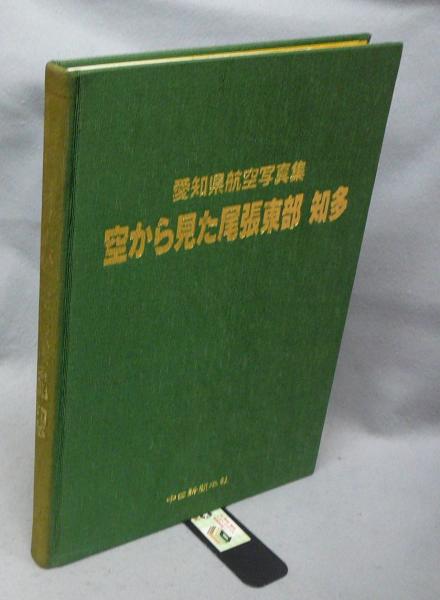 愛知県航空写真集
空から見た尾張東部 知多
中日新聞本社